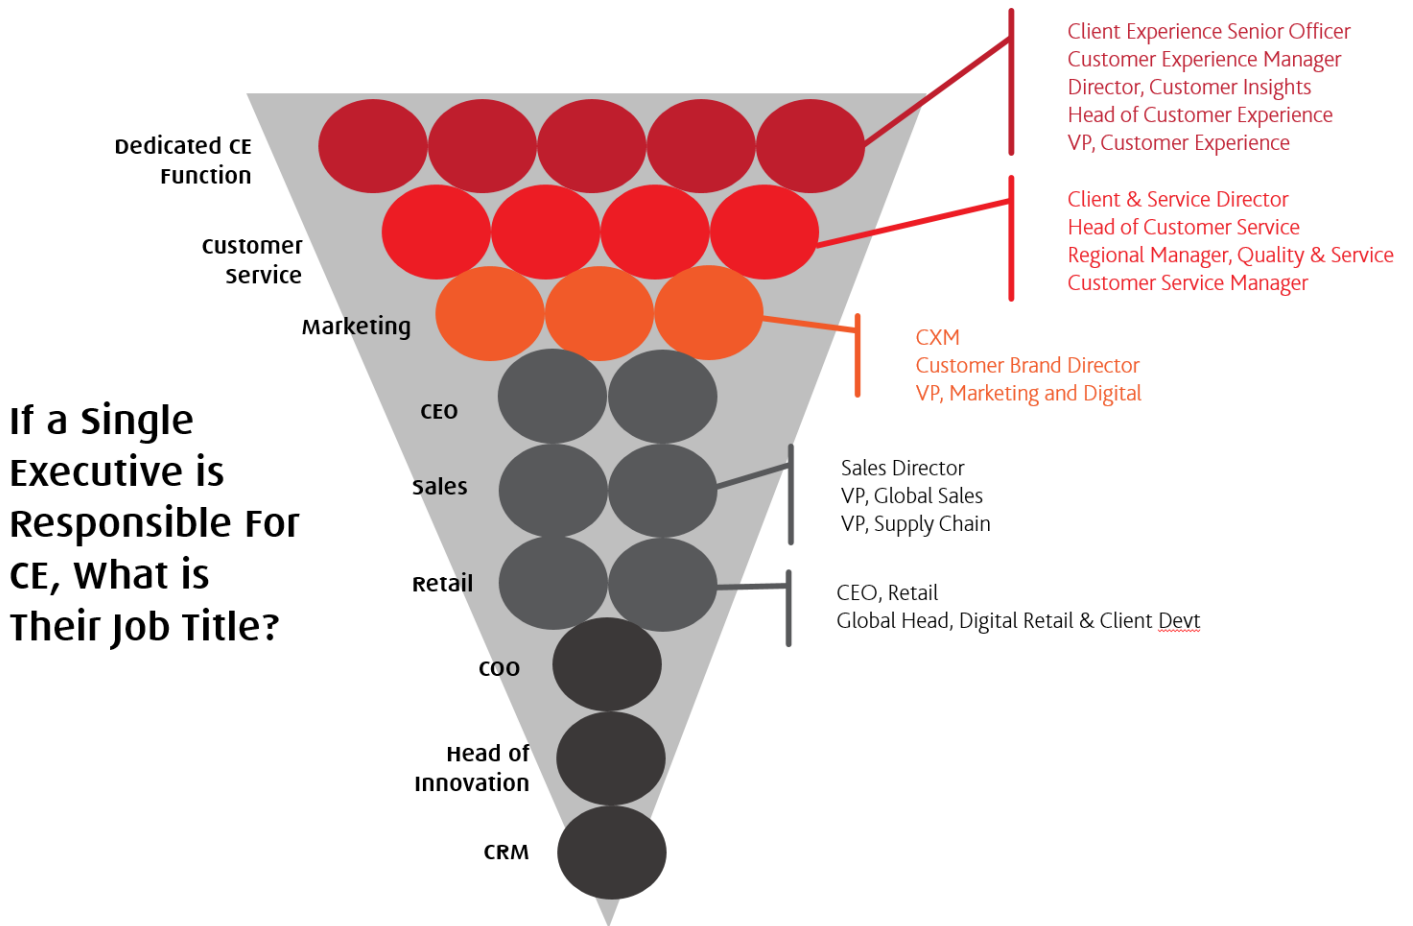 Client Experience Senior Officer
Customer Experience Manager
Director, Customer Insights
Head of Customer Experience
VP, Customer Experience
Dedicated CE
Function
Client & Service Director
Head of Customer Service
Regional Manager, Quality & Service
Customer Service Manager
Customer
Service
Marketing
CXM
Customer Brand Director
VP, Marketing and Digital
If a Single
Executive is
Responsible For
CE, What is
Their Job Title?
CEO
Sales
Sales Director
VP, Global Sales
VP, Supply Chain
Retail
CEO, Retail
Global Head, Digital Retail & Client Devt
COO
Head of
Innovation
CRM